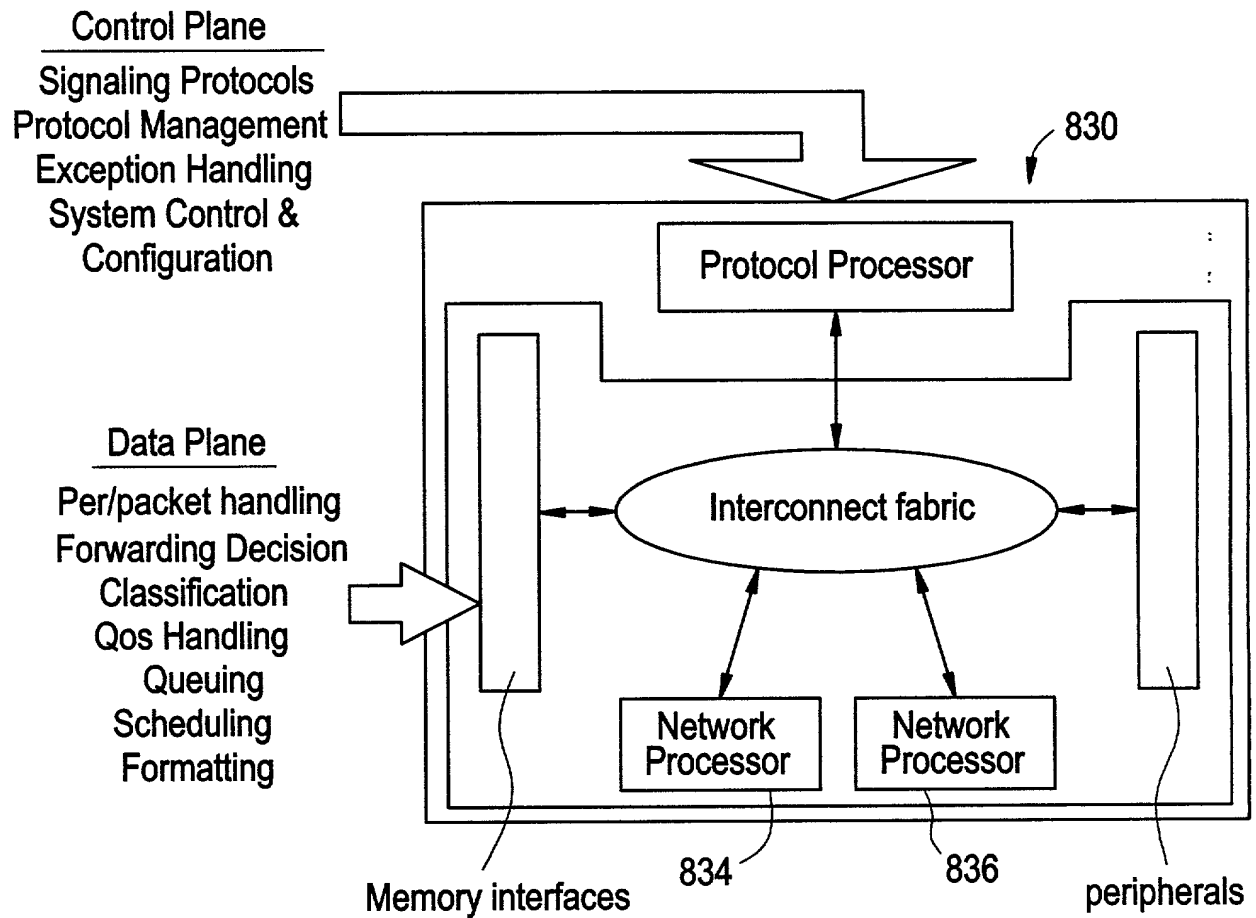 Control Plane
Signaling Protocols
Protocol Management
Exception Handling
System Control &
Configuration
830
Protocol Processor
Data Plane
Per/packet handling
Forwarding Decision
Classification
Qos Handling
Queuing
Scheduling
Formatting
Interconnect fabric
Network
Processor
Network
Processor
834
836
Memory interfaces
peripherals